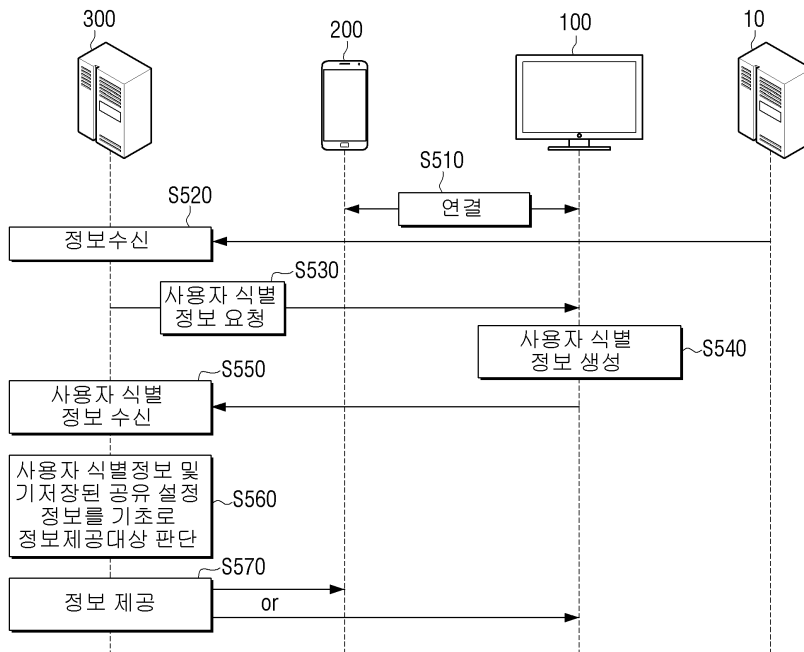 300
200
100
10
S510
연결
S520
정보수신
S530
사용자 식별
정보 요청
사용자 식별
정보 생성
S540
S550
사용자 식별
정보 수신
사용자 식별정보 및
기저장된 공유 설정
정보를 기초로
정보제공대상 판단
S560
S570
정보 제공
or